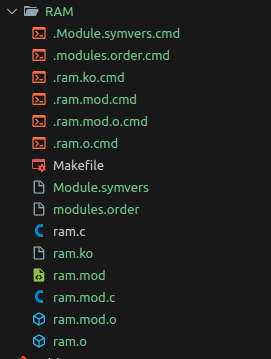 RAM
.Module.symvers.cmd
.modules.order.cmd
.ram.ko.cmd
.ram.mod.cmd
.ram.mod.o.cmd
.ram.o.cmd
Makefile
Module.symvers
modules.order
ram.c
ram.ko
ram.mod
ram.mod.c
ram.mod.o
ram.o